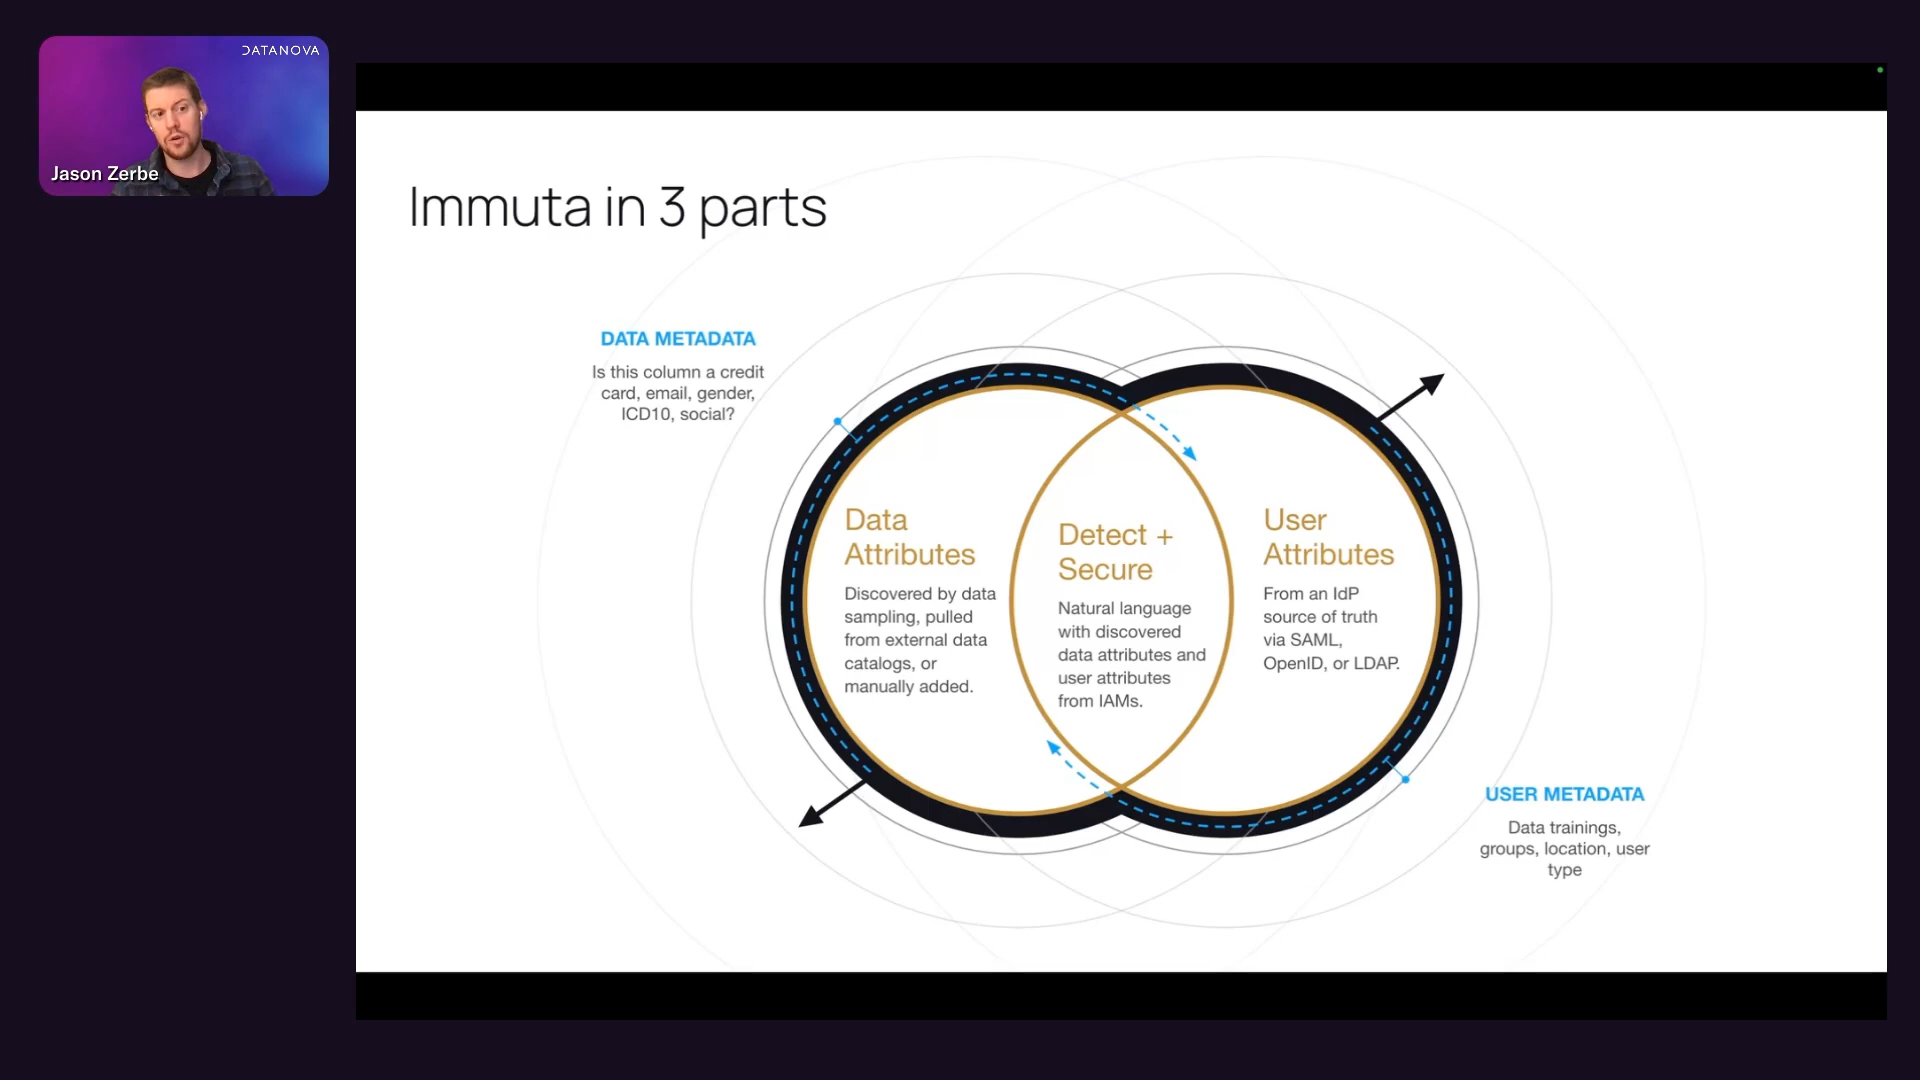 DATANOVA
Jason Zerbe
Immuta in 3 parts
DATA METADATA
Is this column a credit
card, email, gender,
ICD10, social?
Data
Attributes
Discovered by data
sampling, pulled
from external data
catalogs, or
manually added.
Detect +
Secure
Natural language
with discovered
data attributes and
user attributes
from IAMs.
User
Attributes
From an IdP
source of truth
via SAML,
OpenID, or LDAP.
USER METADATA
Data trainings,
groups, location, user
type